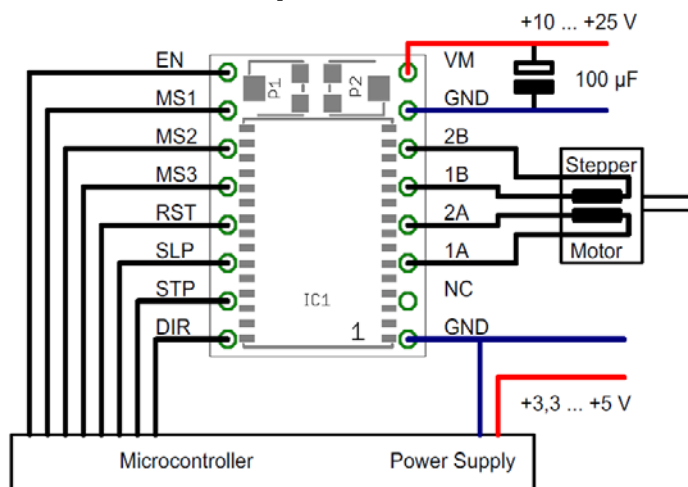 +10 ... +25 V
EN
VM
P1
P2
100 µF
MS1
GND
MS2
2B
Stepper
MS3
1B
RST
2A
SLP
1A
Motor
STP
IC1
NC
DIR
1
GND
+3,3 ... +5 V
Microcontroller
Power Supply